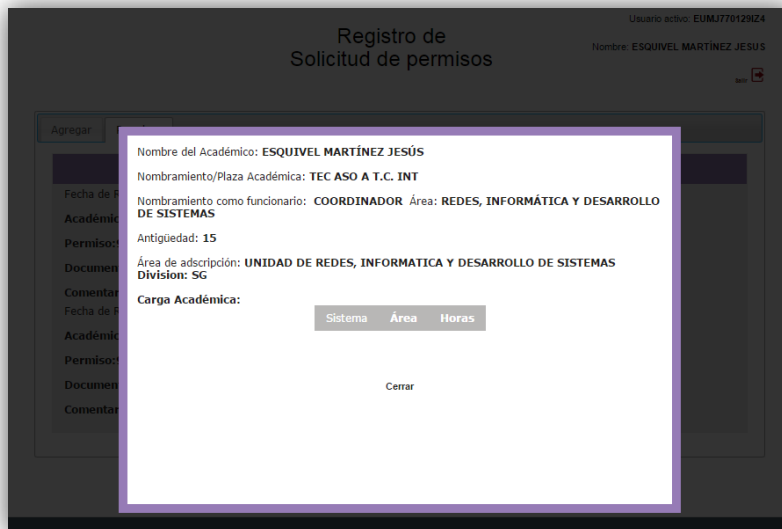 Usuario activo: EUMJ770129IZ4
Registro de
Solicitud de permisos
Nombre: ESQUIVEL MARTÍNEZ JESUS
Agregar
Nombre del Académico: ESQUIVEL MARTÍNEZ JESÚS
Nombramiento/Plaza Académica: TEC ASO A T.C. INT
Nombramiento como funcionario: COORDINADOR Área: REDES, INFORMÁTICA Y DESARROLLO
DE SISTEMAS
Antigüedad: 15
Área de adscripción: UNIDAD DE REDES, INFORMATICA Y DESARROLLO DE SISTEMAS
Division: SG
Carga Académica:
Sistema Área Horas
Cerrar
Fecha de R
Académic
Permiso:
Documen
Comentar
Fecha de R
Académic
Permiso:
Documen
Comentar